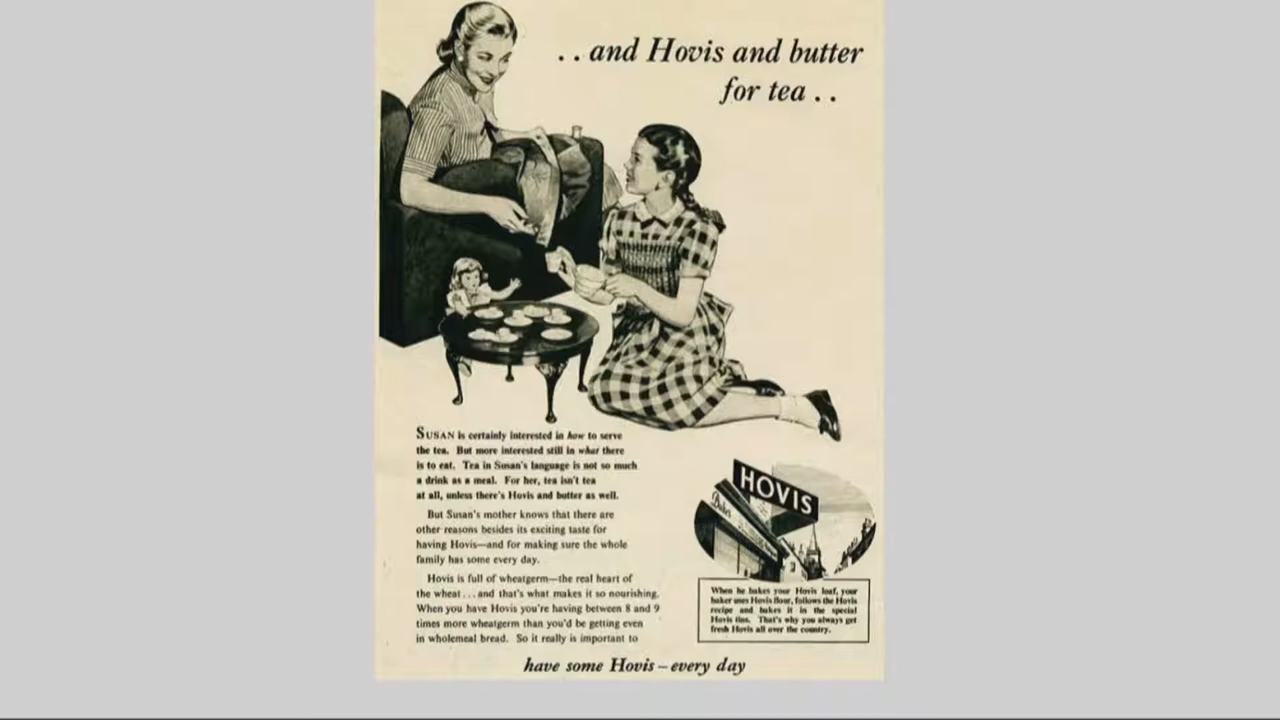 . . and Hovis and butter
for tea . .
SUSAN is certainly interested in how to serve
the tea. But more interested still in what there
is to eat. Tea in Susan's language is not so much
a drink as a meal. For her, tea isn't tea
at all, unless there's Hovis and butter as well.
But Susan's mother knows that there are
other reasons besides its exciting taste for
having Hovis—and for making sure the whole
family has some every day.
Hovis is full of wheatgerm—the real heart of
the wheat . . . and that's what makes it so nourishing.
When you have Hovis you're having between 8 and 9
times more wheatgerm than you'd be getting even
in wholemeal bread. So it really is important to
HOVIS
Baker
When he bakes your Hovis loaf, your
baker uses Hovis flour, follows the Hovis
recipe and bakes it in the special
Hovis tins. That's why you always get
fresh Hovis all over the country.
have some Hovis – every day